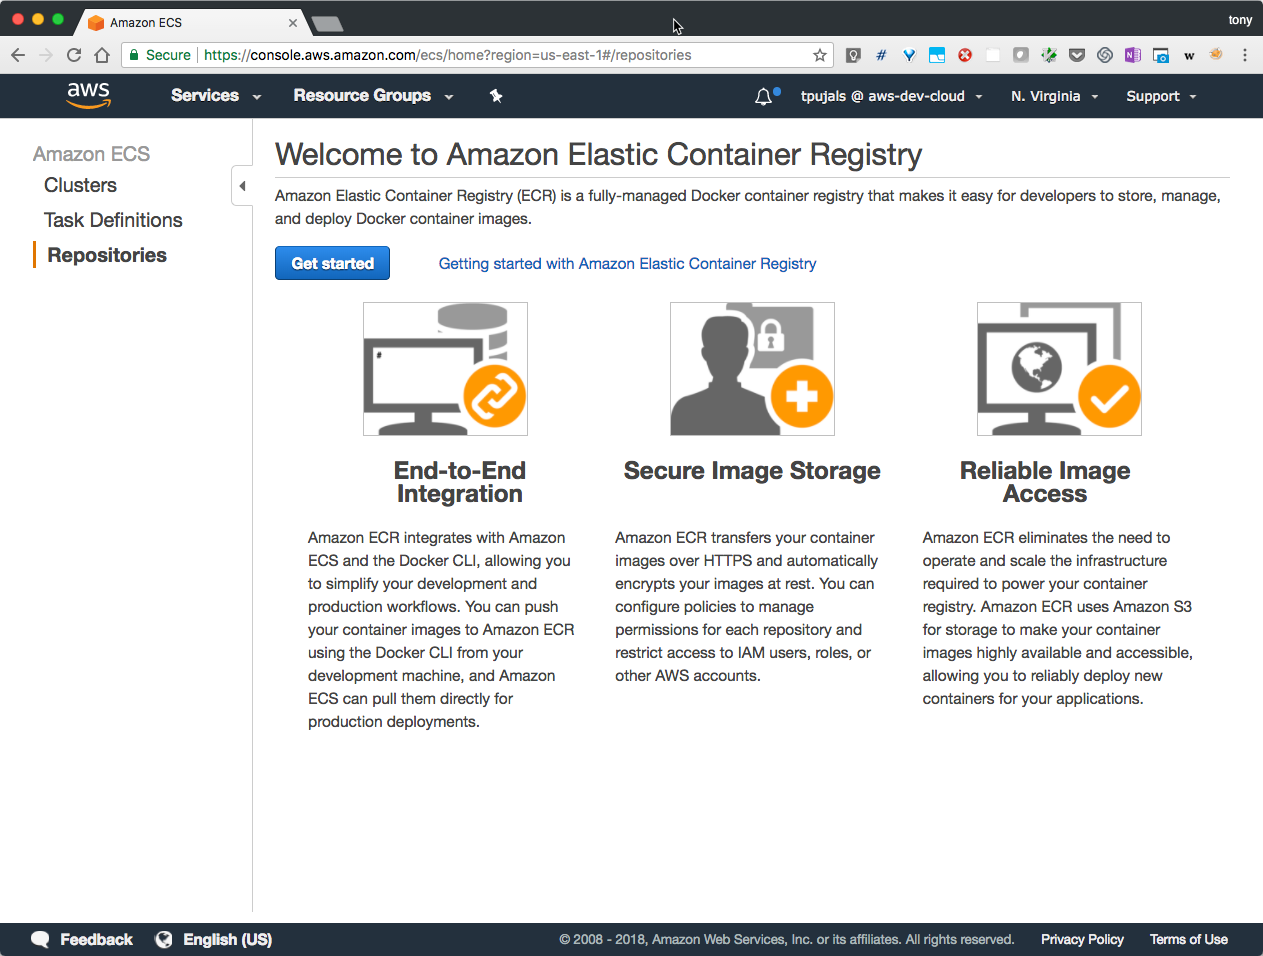 Amazon ECS
tony
Secure https://console.aws.amazon.com/ecs/home?region=us-east-1#/repositories
aws Services Resource Groups tpujals @ aws-dev-cloud N. Virginia Support
Amazon ECS
Clusters
Task Definitions
Repositories
Welcome to Amazon Elastic Container Registry
Amazon Elastic Container Registry (ECR) is a fully-managed Docker container registry that makes it easy for developers to store, manage,
and deploy Docker container images.
Get started
Getting started with Amazon Elastic Container Registry
#
End-to-End
Integration
Amazon ECR integrates with Amazon
ECS and the Docker CLI, allowing you
to simplify your development and
production workflows. You can push
your container images to Amazon ECR
using the Docker CLI from your
development machine, and Amazon
ECS can pull them directly for
production deployments.
Secure Image Storage
Amazon ECR transfers your container
images over HTTPS and automatically
encrypts your images at rest. You can
configure policies to manage
permissions for each repository and
restrict access to IAM users, roles, or
other AWS accounts.
Reliable Image
Access
Amazon ECR eliminates the need to
operate and scale the infrastructure
required to power your container
registry. Amazon ECR uses Amazon S3
for storage to make your container
images highly available and accessible,
allowing you to reliably deploy new
containers for your applications.
Feedback English (US) © 2008 - 2018, Amazon Web Services, Inc. or its affiliates. All rights reserved. Privacy Policy Terms of Use